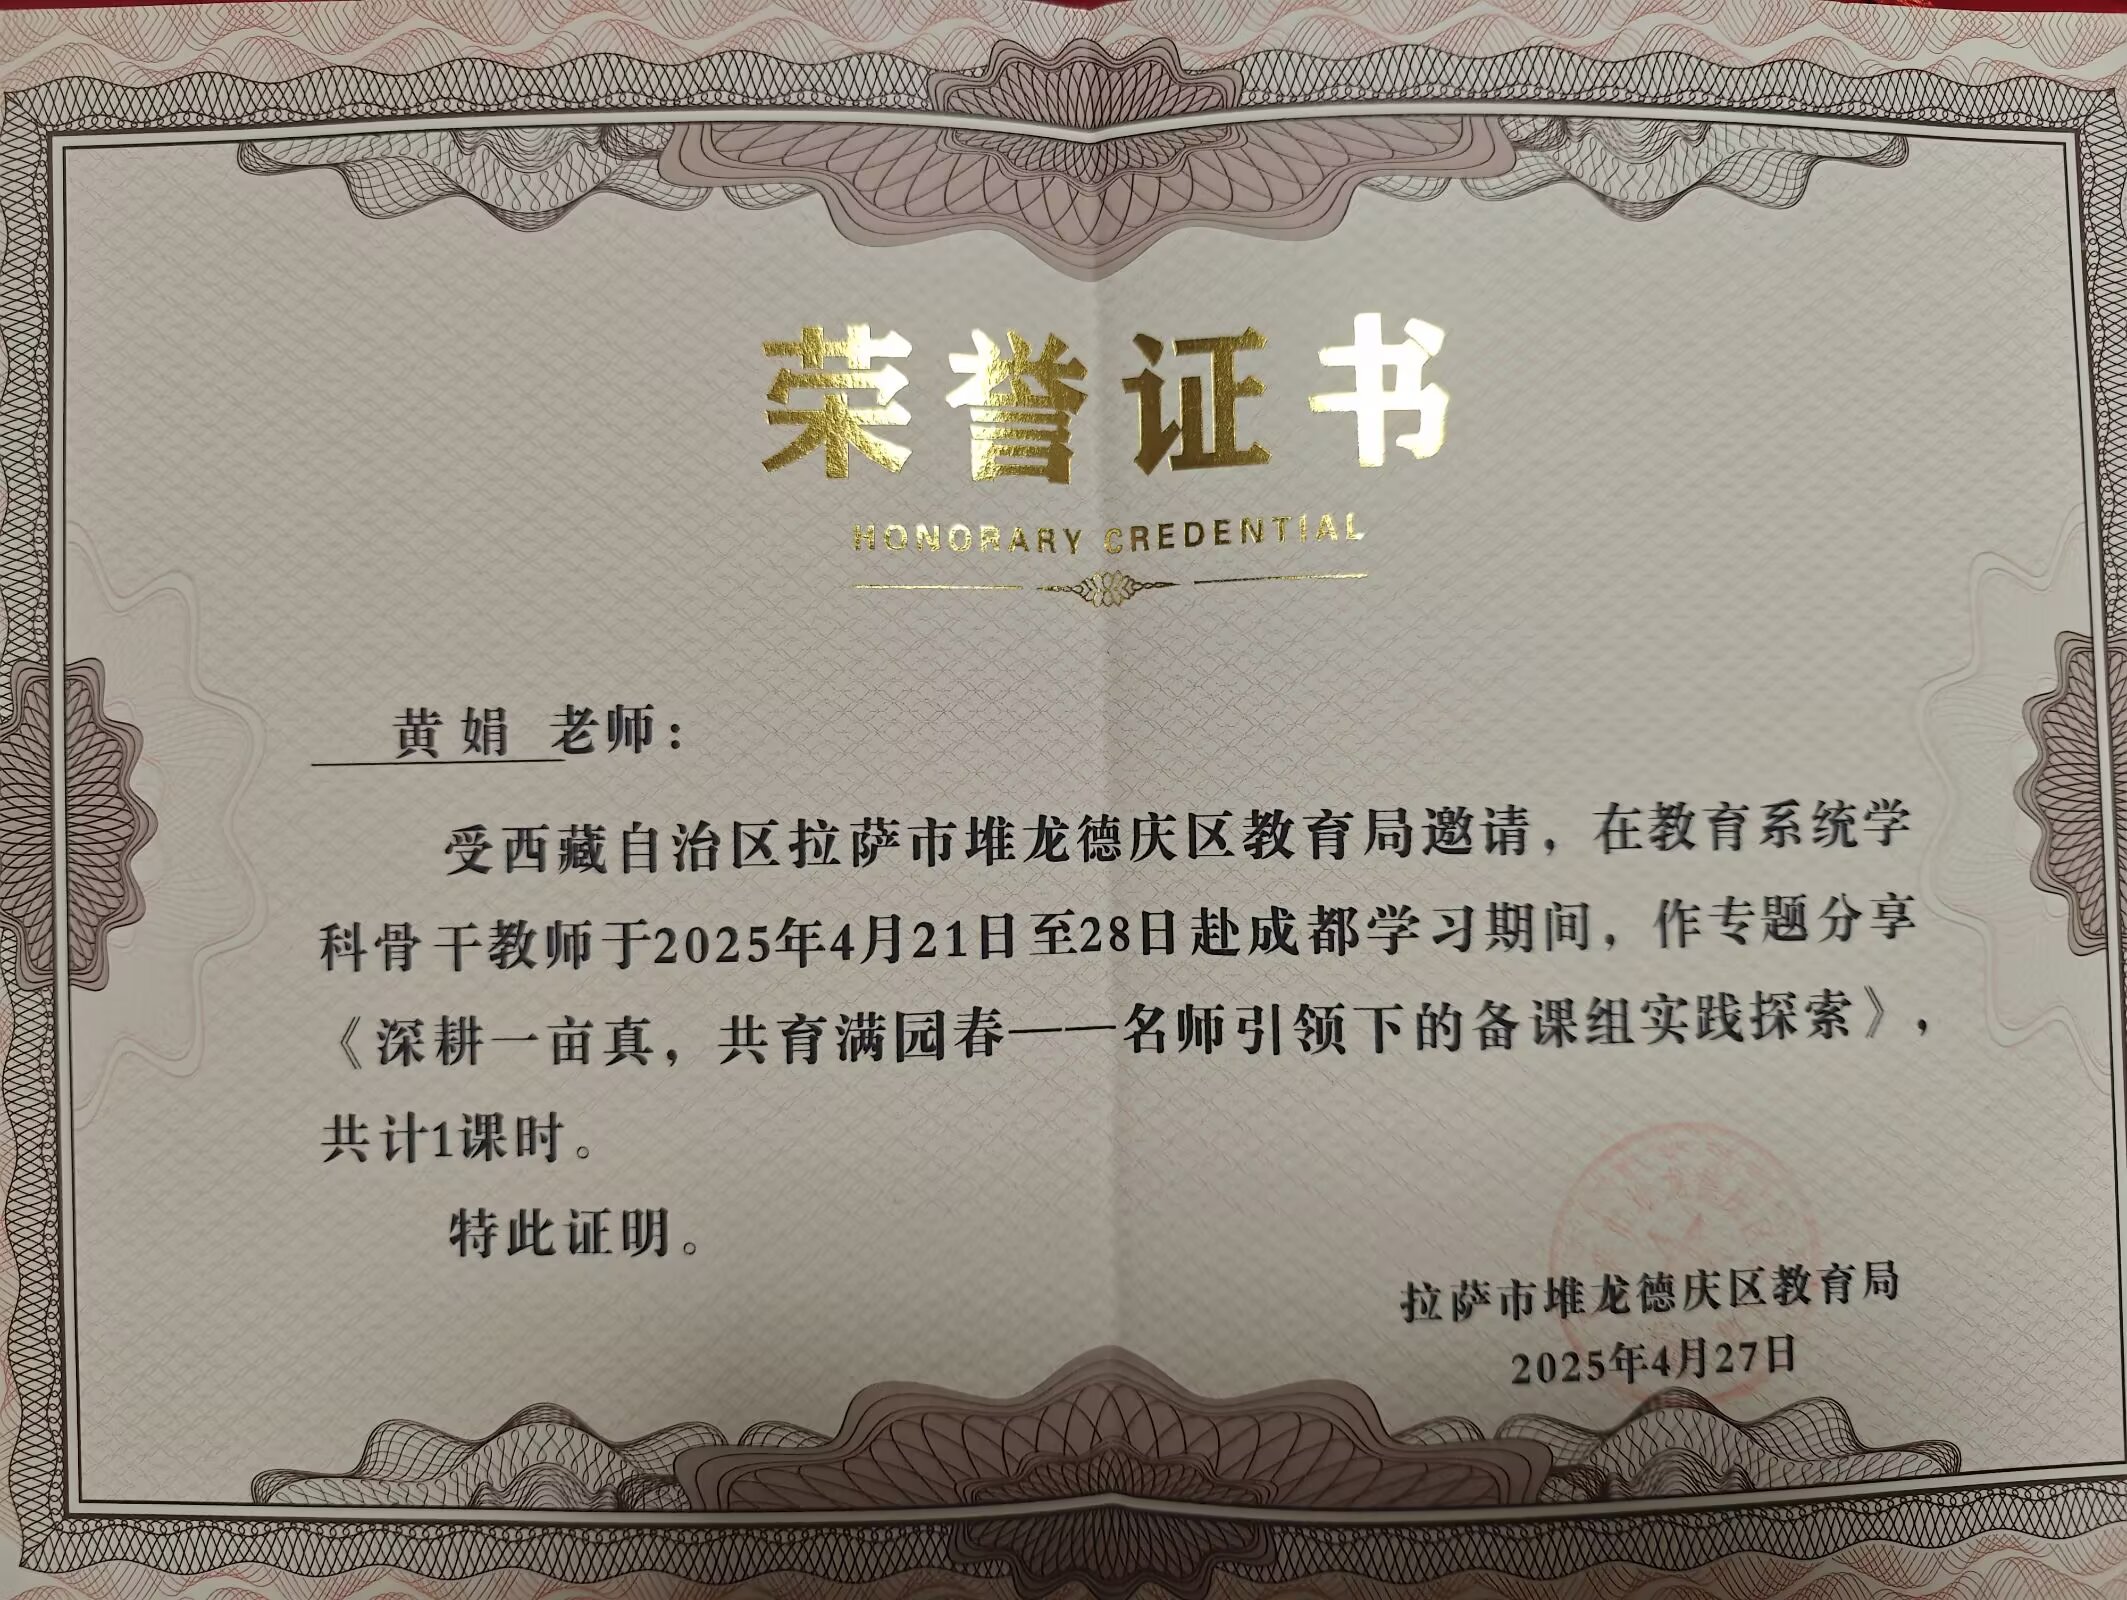 荣誉证书
HONORARY CREDENTIAL
黄娟 老师：
受西藏自治区拉萨市堆龙德庆区教育局邀请，在教育系统学
科骨干教师于2025年4月21日至28日赴成都学习期间，作专题分享
《深耕一亩真，共育满园春——名师引领下的备课组实践探索》，
共计1课时。
特此证明。
拉萨市堆龙德庆区教育局
2025年4月27日